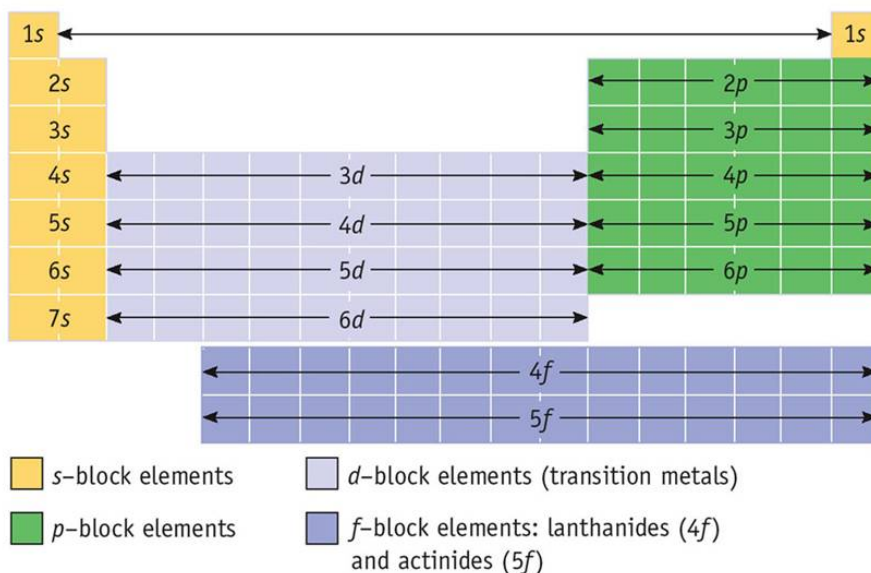 1s 1s
2s 2p
3s 3p
4s 3d 4p
5s 4d 5p
6s 5d 6p
7s 6d
4f
5f
s–block elements
d–block elements (transition metals)
p–block elements
f–block elements: lanthanides (4f)
and actinides (5f)